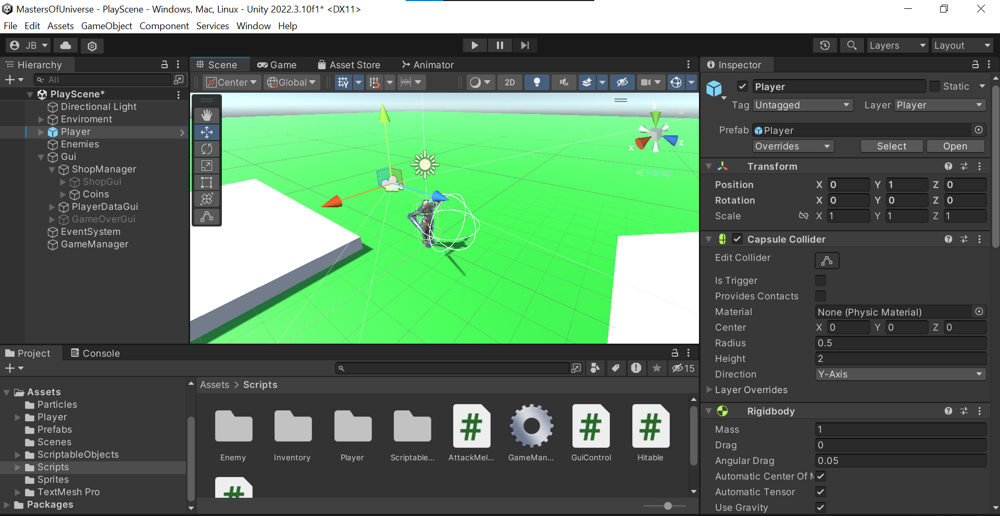 MastersOfUniverse - PlayScene - Windows, Mac, Linux - Unity 2022.3.10f1* <DX11>
File Edit Assets GameObject Component Services Window Help
JB
Layers
Layout
Hierarchy
All
PlayScene*
Directional Light
Enviroment
Player
Enemies
Gui
ShopManager
ShopGui
Coins
PlayerDataGui
GameOverGui
EventSystem
GameManager
Scene
Game
Asset Store
Animator
Center
Global
2D
y
x
z
Persp
Inspector
Player
Static
Tag Untagged
Layer Player
Prefab Player
Overrides
Select
Open
Transform
Position X 0 Y 1 Z 0
Rotation X 0 Y 0 Z 0
Scale X 1 Y 1 Z 1
Capsule Collider
Edit Collider
Is Trigger
Provides Contacts
Material None (Physic Material)
Center X 0 Y 0 Z 0
Radius 0.5
Height 2
Direction Y-Axis
Layer Overrides
Rigidbody
Mass 1
Drag 0
Angular Drag 0.05
Automatic Center Of M
Automatic Tensor
Use Gravity
Project
Console
15
Assets
Particles
Player
Prefabs
Scenes
ScriptableObjects
Scripts
Sprites
TextMesh Pro
Packages
Assets > Scripts
Enemy
Inventory
Player
Scriptable...
AttackMel...
GameMan...
GuiControl
Hitable